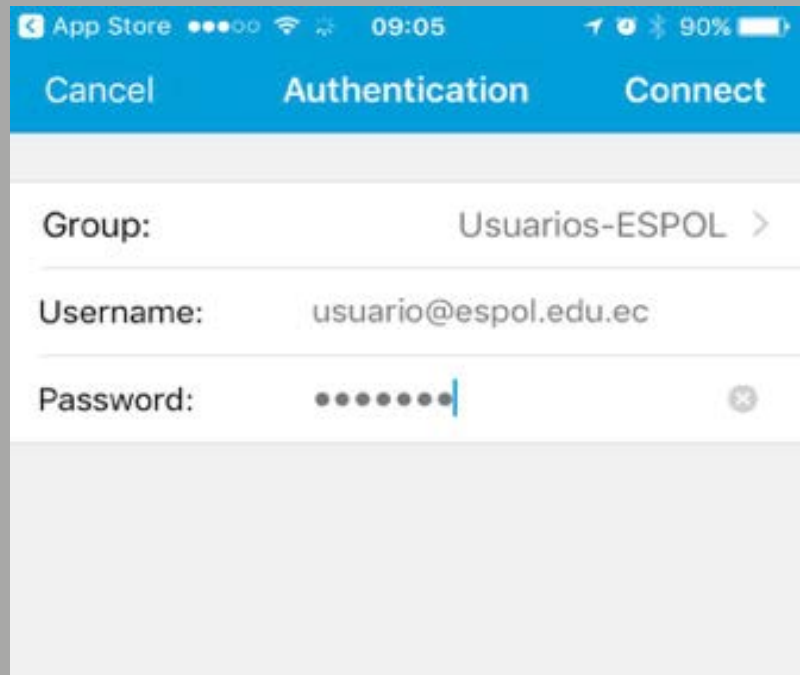 App Store 09:05 90%
Cancel Authentication Connect
Group: Usuarios-ESPOL
Username: usuario@espol.edu.ec
Password: •••••••